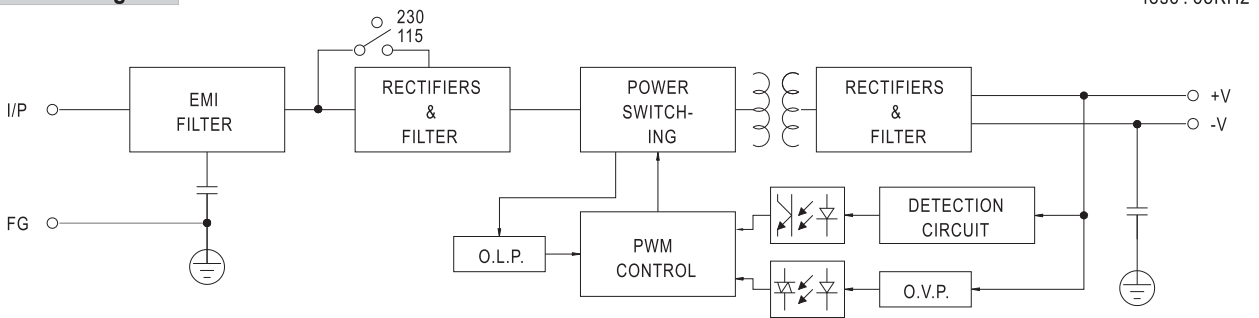 230
115
I/P
EMI
FILTER
RECTIFIERS
&
FILTER
POWER
SWITCH-
ING
RECTIFIERS
&
FILTER
+V
-V
FG
O.L.P.
PWM
CONTROL
DETECTION
CIRCUIT
O.V.P.